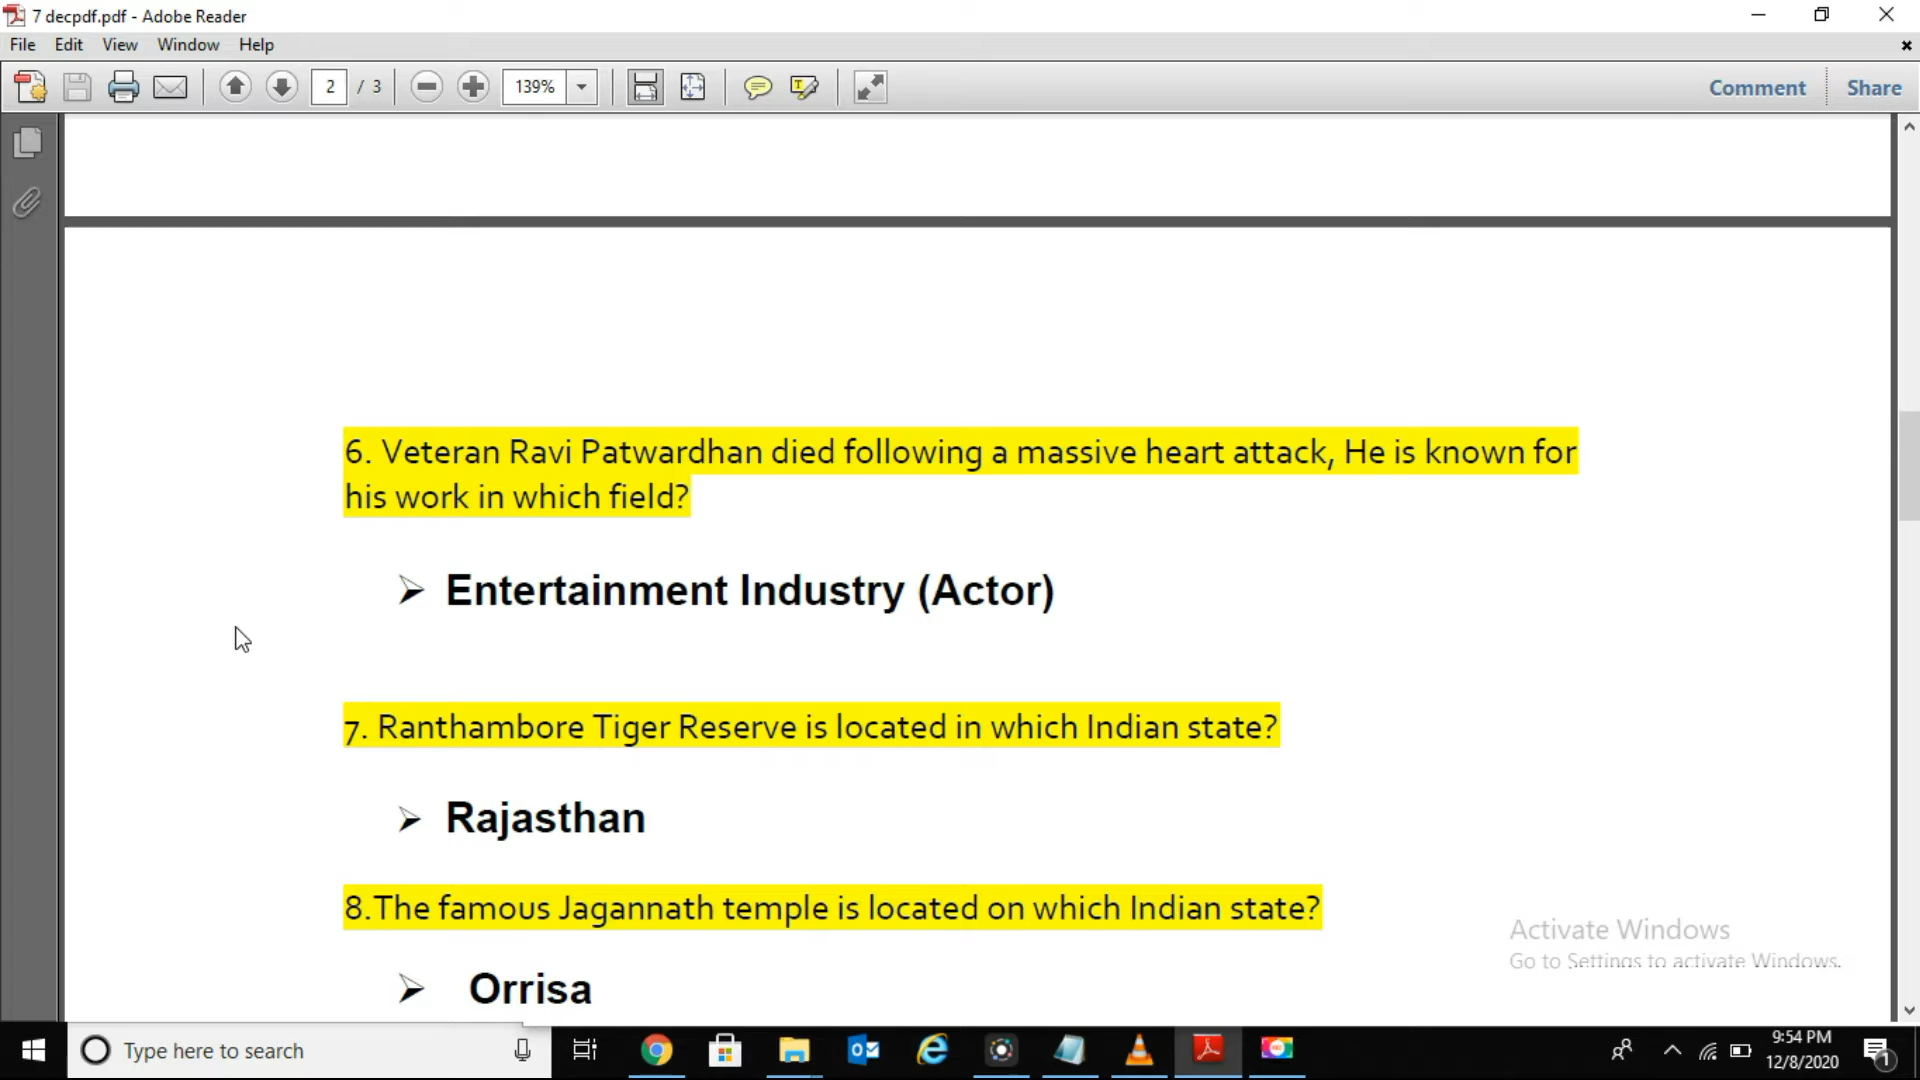 7 decpdf.pdf - Adobe Reader
File Edit View Window Help
2 / 3 139% Comment Share
6. Veteran Ravi Patwardhan died following a massive heart attack, He is known for
his work in which field?
➢ Entertainment Industry (Actor)
7. Ranthambore Tiger Reserve is located in which Indian state?
➢ Rajasthan
8.The famous Jagannath temple is located on which Indian state?
➢ Orrisa
Activate Windows
Go to Settings to activate Windows.
Type here to search
9:54 PM
12/8/2020
1